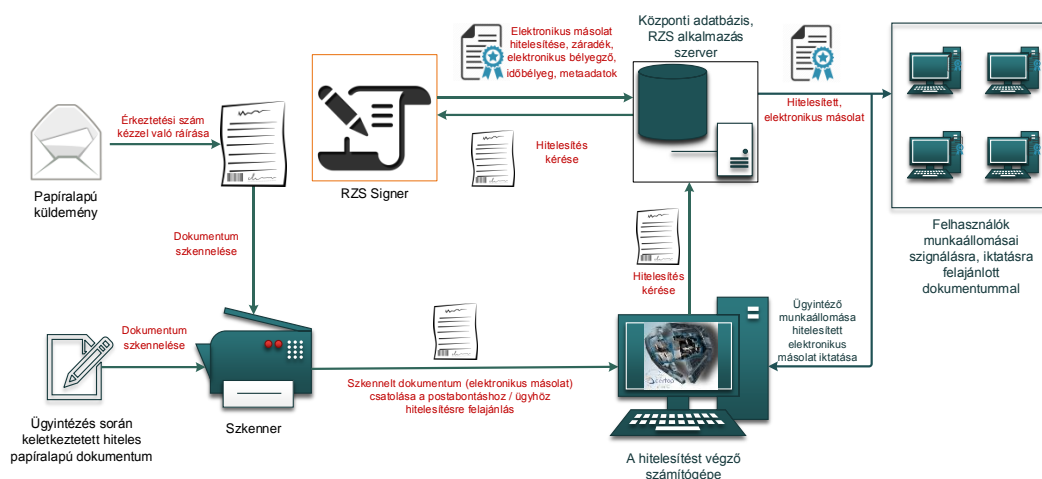 Elektronikus másolat
hitelesítése, záradék,
elektronikus bélyegző,
időbélyeg, metaadatok
Központi adatbázis,
RZS alkalmazás
szerver
Érkeztetési szám
kézzel való ráírása
Hitelesítés
kérése
Hitelesített,
elektronikus másolat
Papíralapú
küldemény
RZS Signer
Felhasználók
munkaállomásai
szignálásra, iktatásra
felajánlott
dokumentummal
Dokumentum
szkennelése
Hitelesítés
kérése
Ügyintéző
munkaállomása
hitelesített
elektronikus
másolat iktatása
Dokumentum
szkennelése
Szkennelt dokumentum (elektronikus másolat)
csatolása a postabontáshoz / ügyhöz
hitelesítésre felajánlás
Ügyintézés során
keletkeztetett hiteles
papíralapú dokumentum
Szkenner
A hitelesítést végző
számítógépe